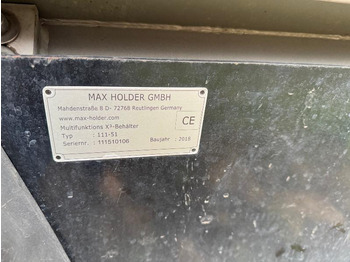 MAX HOLDER GMBH
Mahdenstraße 8 D- 72768 Reutlingen Germany
www.max-holder.com
Multifunktions X²-Behälter
Typ : 111-51
Seriennr. : 111510106
Baujahr : 2016
CE